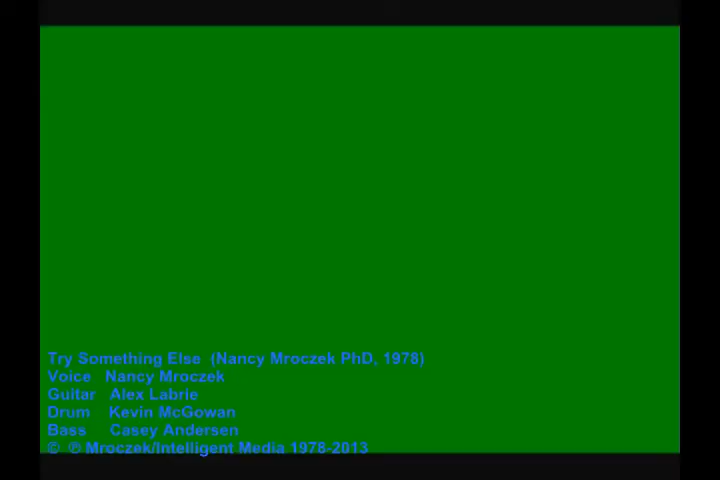 Try Something Else (Nancy Mroczek PhD, 1978)
Voice Nancy Mroczek
Guitar Alex Labrie
Drum Kevin McGowan
Bass Casey Andersen
© ℗ Mroczek/Intelligent Media 1978-2013